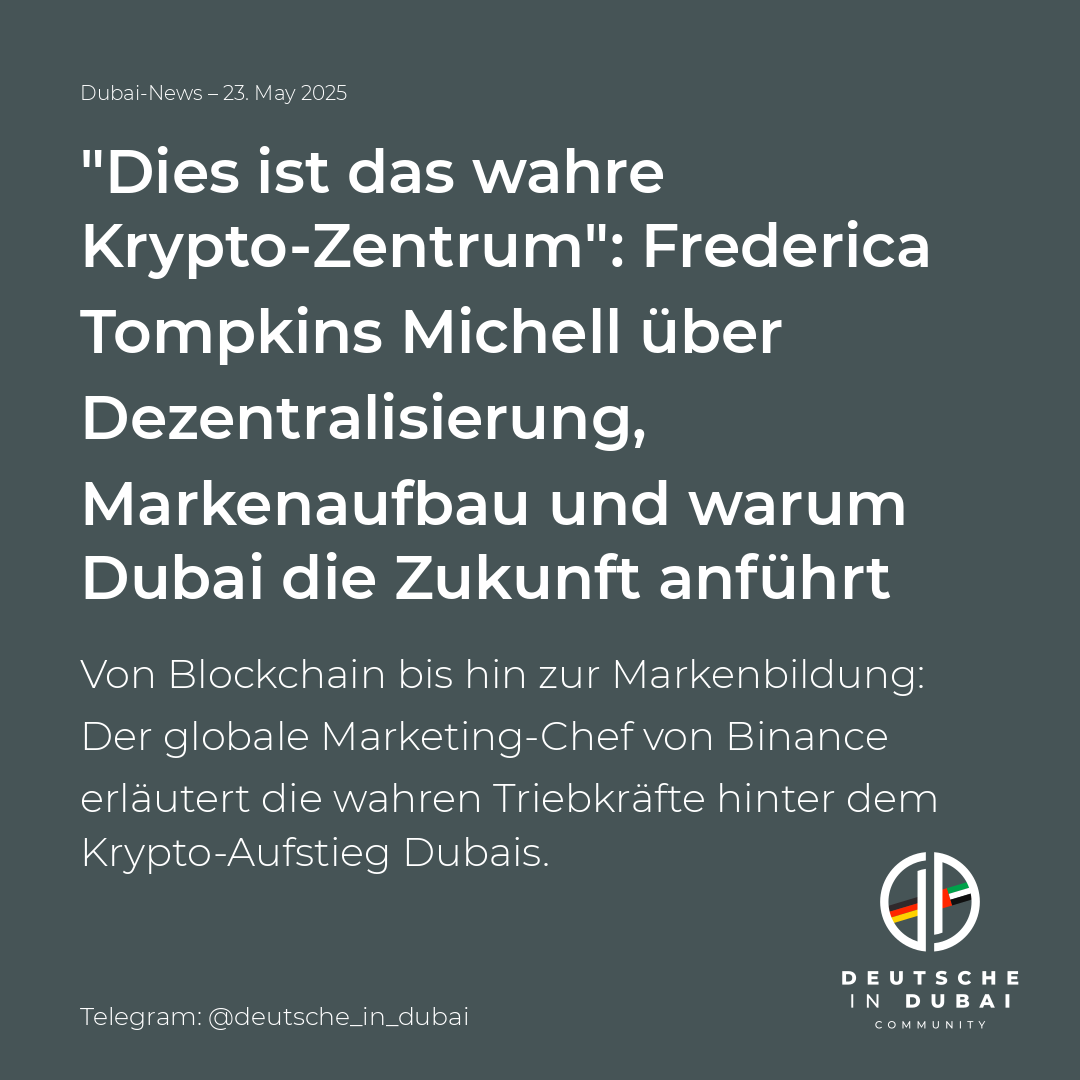 Dubai-News – 23. May 2025
"Dies ist das wahre
Krypto-Zentrum": Frederica
Tompkins Michell über
Dezentralisierung,
Markenaufbau und warum
Dubai die Zukunft anführt
Von Blockchain bis hin zur Markenbildung:
Der globale Marketing-Chef von Binance
erläutert die wahren Triebkräfte hinter dem
Krypto-Aufstieg Dubais.
DEUTSCHE
IN DUBAI
COMMUNITY
Telegram: @deutsche_in_dubai